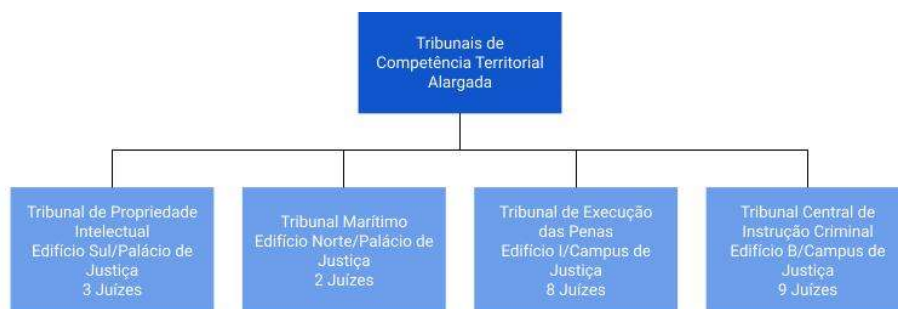 Tribunais de
Competência Territorial
Alargada
Tribunal de Propriedade
Intelectual
Edifício Sul/Palácio de
Justiça
3 Juízes
Tribunal Marítimo
Edifício Norte/Palácio de
Justiça
2 Juízes
Tribunal de Execução
das Penas
Edifício I/Campus de
Justiça
8 Juízes
Tribunal Central de
Instrução Criminal
Edifício B/Campus de
Justiça
9 Juízes